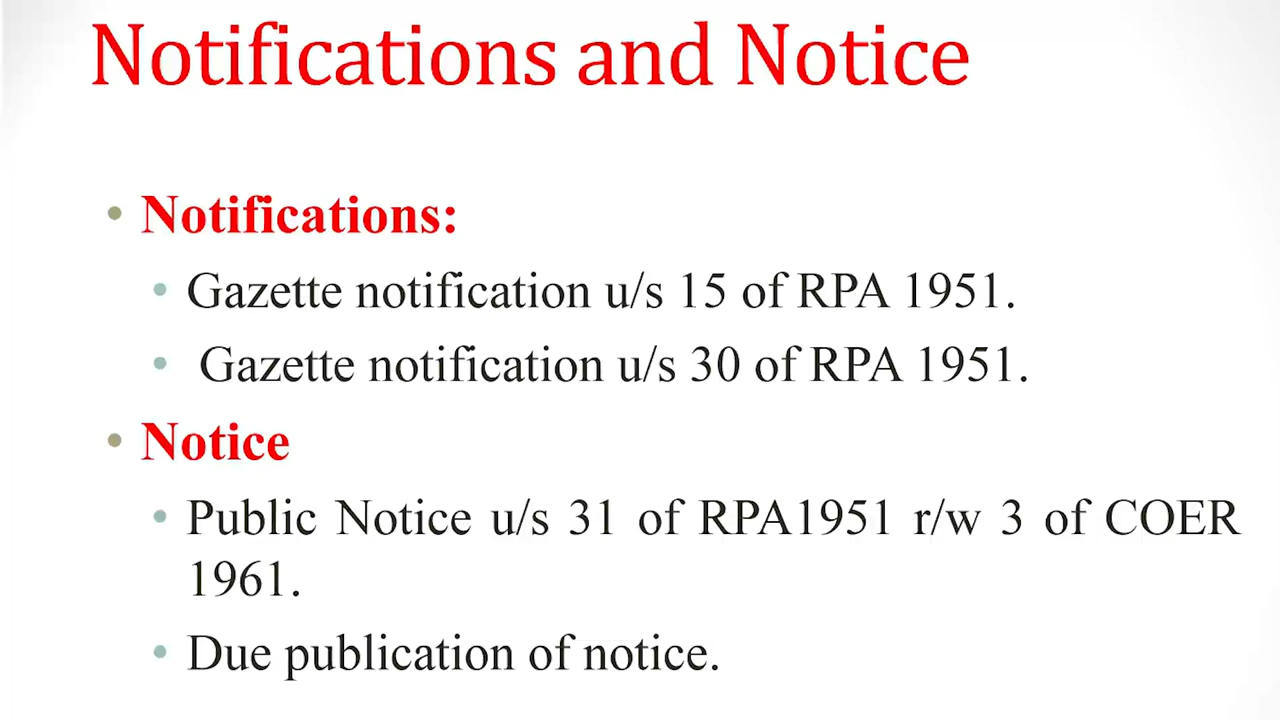 Notifications and Notice
• Notifications:
• Gazette notification u/s 15 of RPA 1951.
• Gazette notification u/s 30 of RPA 1951.
• Notice
• Public Notice u/s 31 of RPA1951 r/w 3 of COER
1961.
• Due publication of notice.